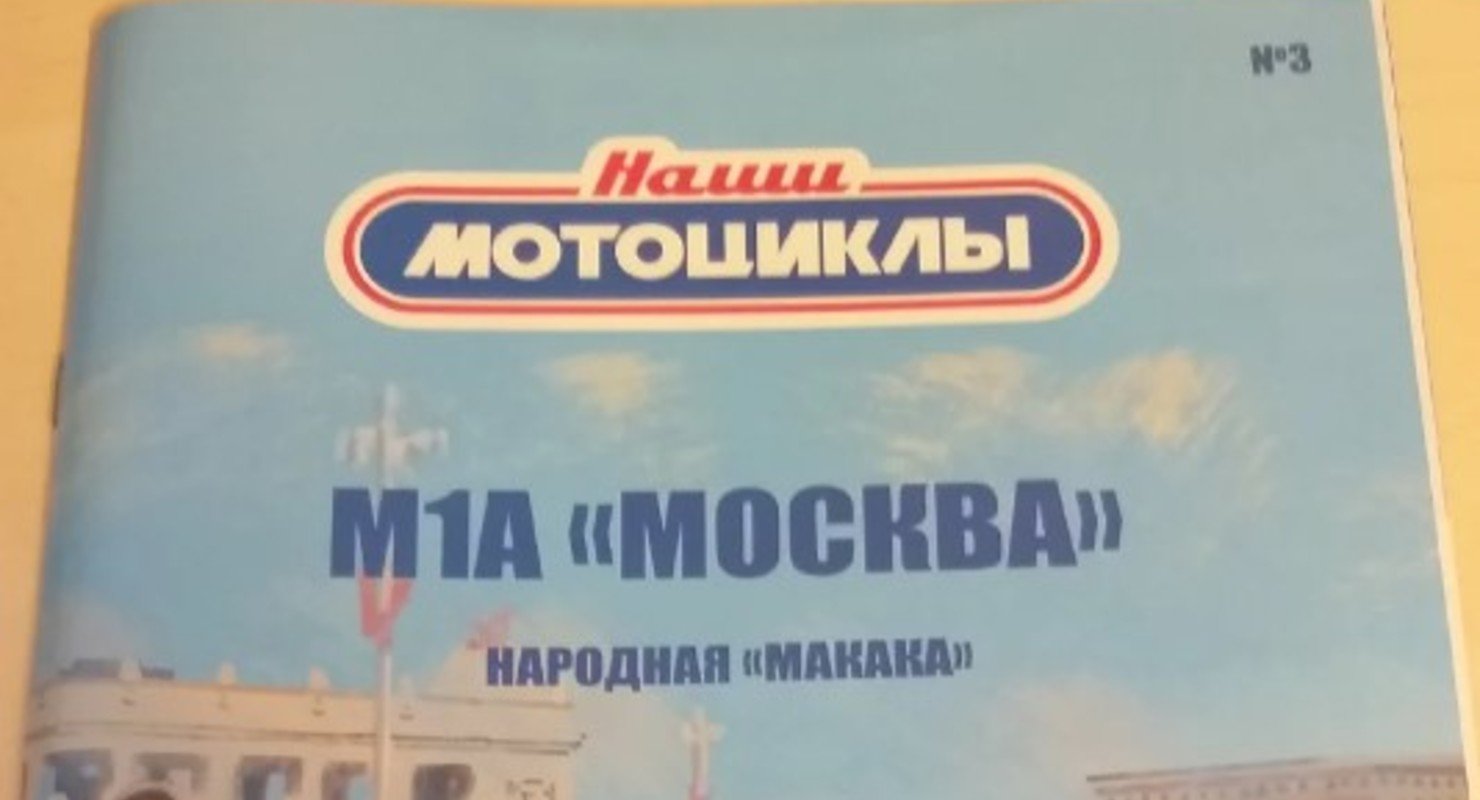 №3
Наши
МОТОЦИКЛЫ
М1А «МОСКВА»
НАРОДНАЯ «МАКАКА»